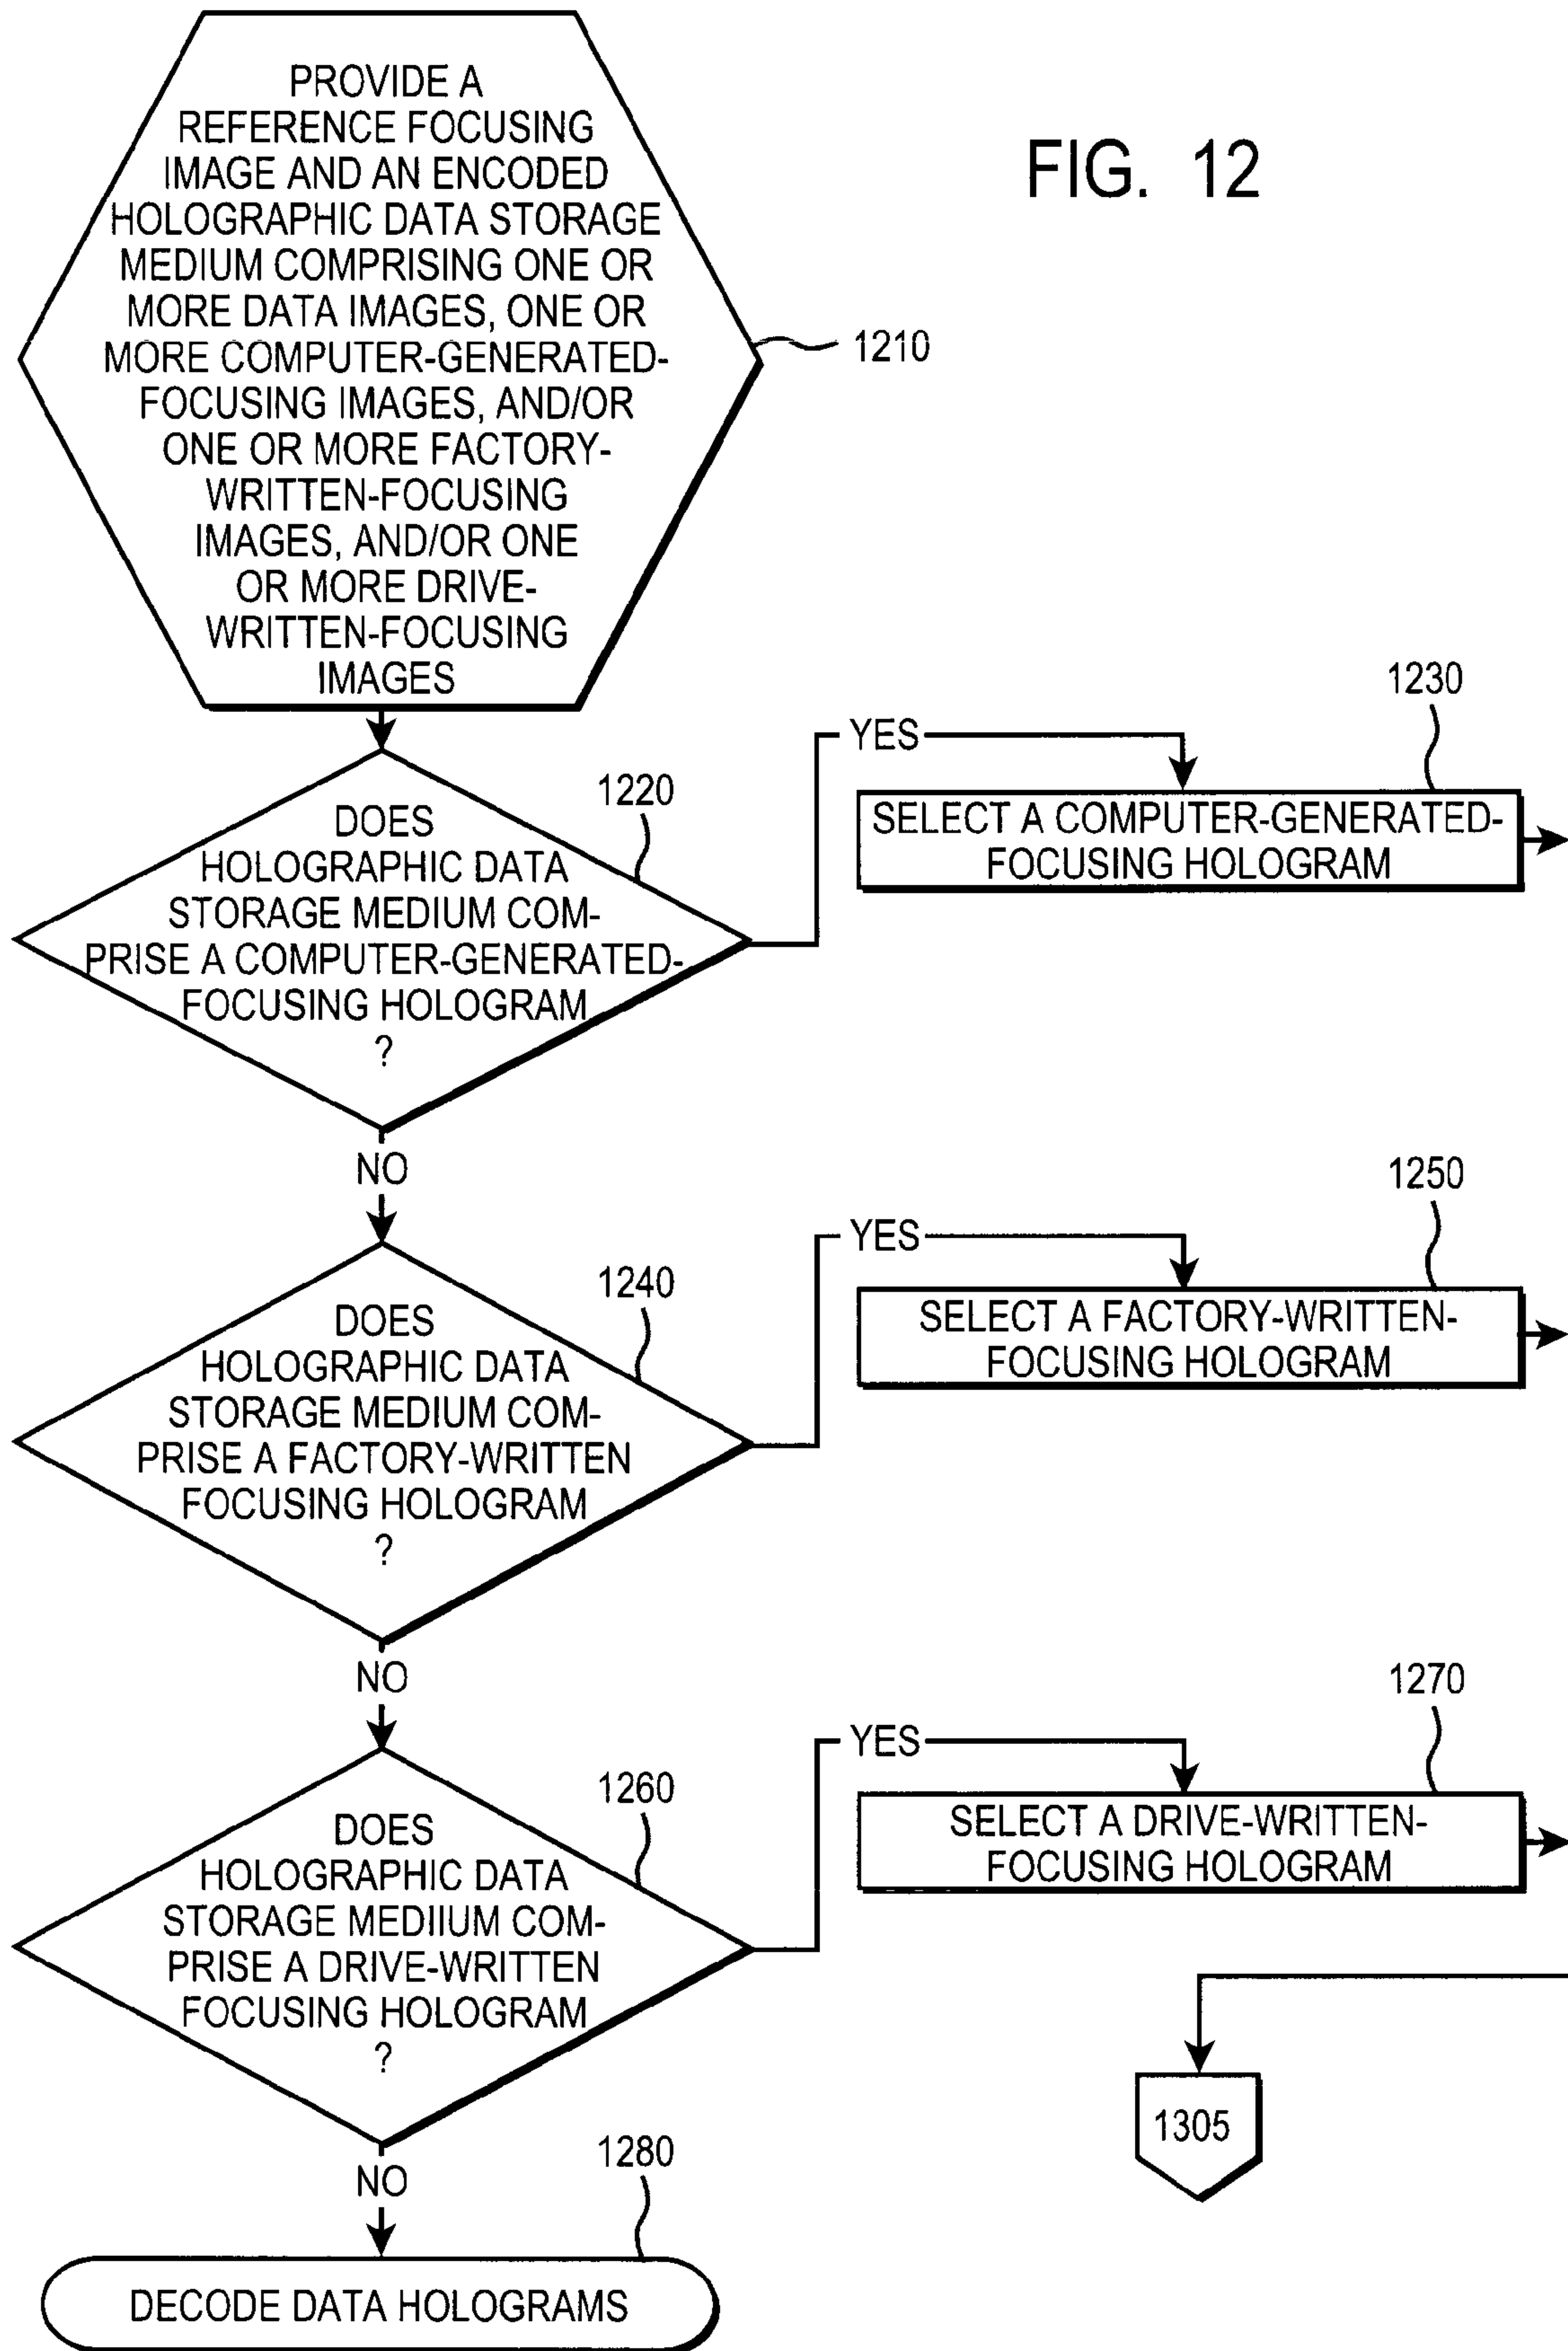 FIG. 12
PROVIDE A
REFERENCE FOCUSING
IMAGE AND AN ENCODED
HOLOGRAPHIC DATA STORAGE
MEDIUM COMPRISING ONE OR
MORE DATA IMAGES, ONE OR
MORE COMPUTER-GENERATED-
FOCUSING IMAGES, AND/OR
ONE OR MORE FACTORY-
WRITTEN-FOCUSING
IMAGES, AND/OR ONE
OR MORE DRIVE-
WRITTEN-FOCUSING
IMAGES
1210
1220
DOES
HOLOGRAPHIC DATA
STORAGE MEDIUM COM-
PRISE A COMPUTER-GENERATED-
FOCUSING HOLOGRAM
?
YES
1230
SELECT A COMPUTER-GENERATED-
FOCUSING HOLOGRAM
NO
1240
DOES
HOLOGRAPHIC DATA
STORAGE MEDIUM COM-
PRISE A FACTORY-WRITTEN
FOCUSING HOLOGRAM
?
YES
1250
SELECT A FACTORY-WRITTEN-
FOCUSING HOLOGRAM
NO
1260
DOES
HOLOGRAPHIC DATA
STORAGE MEDIIUM COM-
PRISE A DRIVE-WRITTEN
FOCUSING HOLOGRAM
?
YES
1270
SELECT A DRIVE-WRITTEN-
FOCUSING HOLOGRAM
1305
NO
1280
DECODE DATA HOLOGRAMS